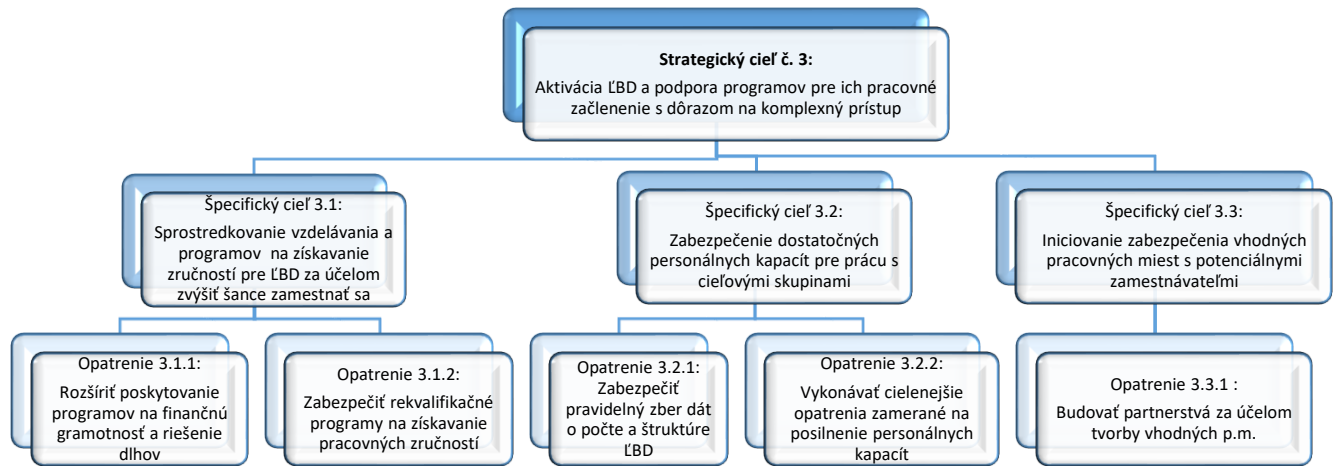 Strategický cieľ č. 3:
Aktivácia ĽBD a podpora programov pre ich pracovné
začlenenie s dôrazom na komplexný prístup
Špecifický cieľ 3.1:
Sprostredkovanie vzdelávania a
programov na získavanie
zručností pre ĽBD za účelom
zvýšiť šance zamestnať sa
Špecifický cieľ 3.2:
Zabezpečenie dostatočných
personálnych kapacít pre prácu s
cieľovými skupinami
Špecifický cieľ 3.3:
Iniciovanie zabezpečenia vhodných
pracovných miest s potenciálnymi
zamestnávateľmi
Opatrenie 3.1.1:
Rozšíriť poskytovanie
programov na finančnú
gramotnosť a riešenie
dlhov
Opatrenie 3.1.2:
Zabezpečiť rekvalifikačné
programy na získavanie
pracovných zručností
Opatrenie 3.2.1:
Zabezpečiť
pravidelný zber dát
o počte a štruktúre
ĽBD
Opatrenie 3.2.2:
Vykonávať cielenejšie
opatrenia zamerané na
posilnenie personálnych
kapacít
Opatrenie 3.3.1 :
Budovať partnerstvá za účelom
tvorby vhodných p.m.